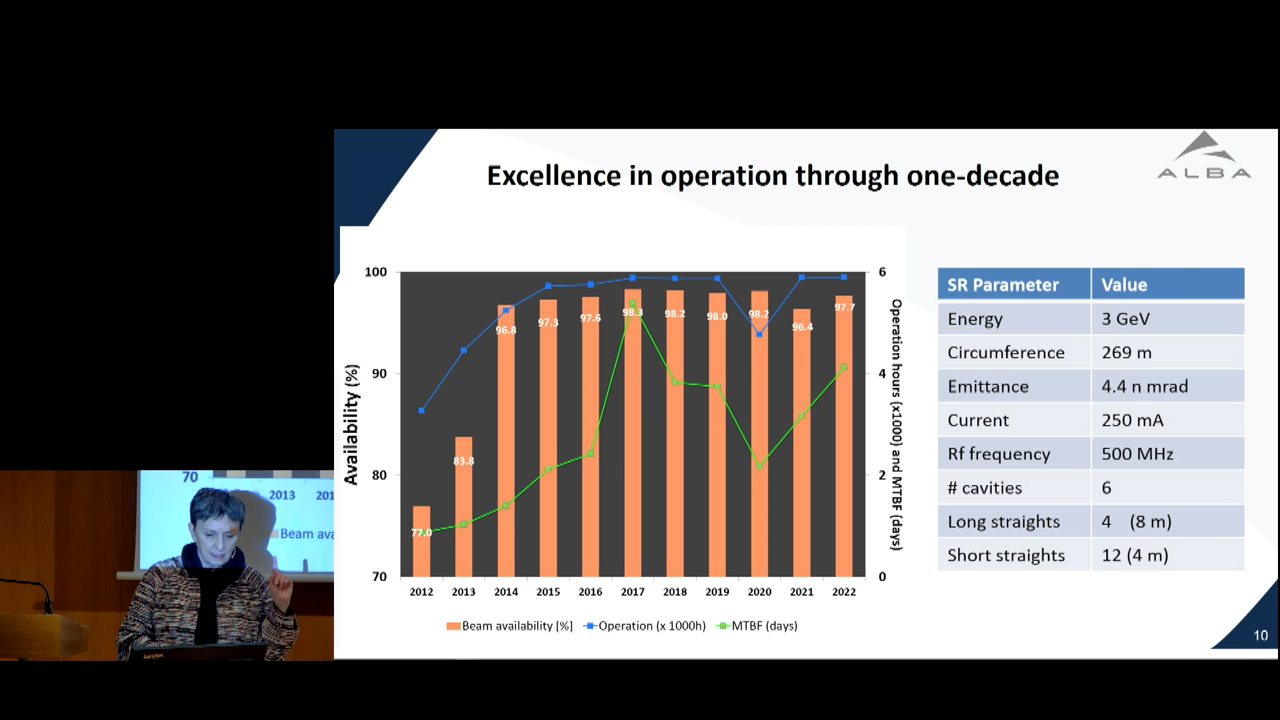 Excellence in operation through one-decade
ALBA
100
90
80
70
Availability (%)
6
4
2
0
Operation hours (x1000) and MTBF (days)
77.0
83.8
96.8
97.3
97.6
98.3
98.2
98.0
98.2
96.4
97.7
2012 2013 2014 2015 2016 2017 2018 2019 2020 2021 2022
Beam availability [%] Operation (x 1000h) MTBF (days)
SR Parameter Value
Energy 3 GeV
Circumference 269 m
Emittance 4.4 n mrad
Current 250 mA
Rf frequency 500 MHz
# cavities 6
Long straights 4 (8 m)
Short straights 12 (4 m)
10
70
2013 201
Beam ava